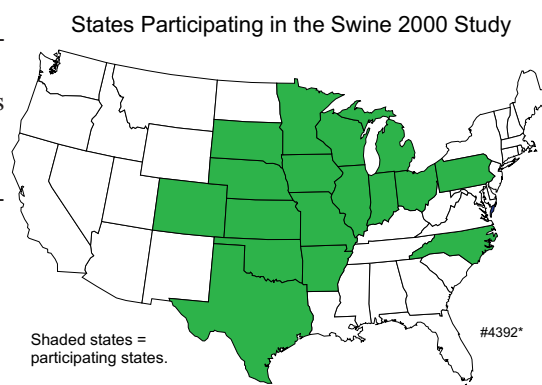 States Participating in the Swine 2000 Study
s
Shaded states =
participating states.
#4392*